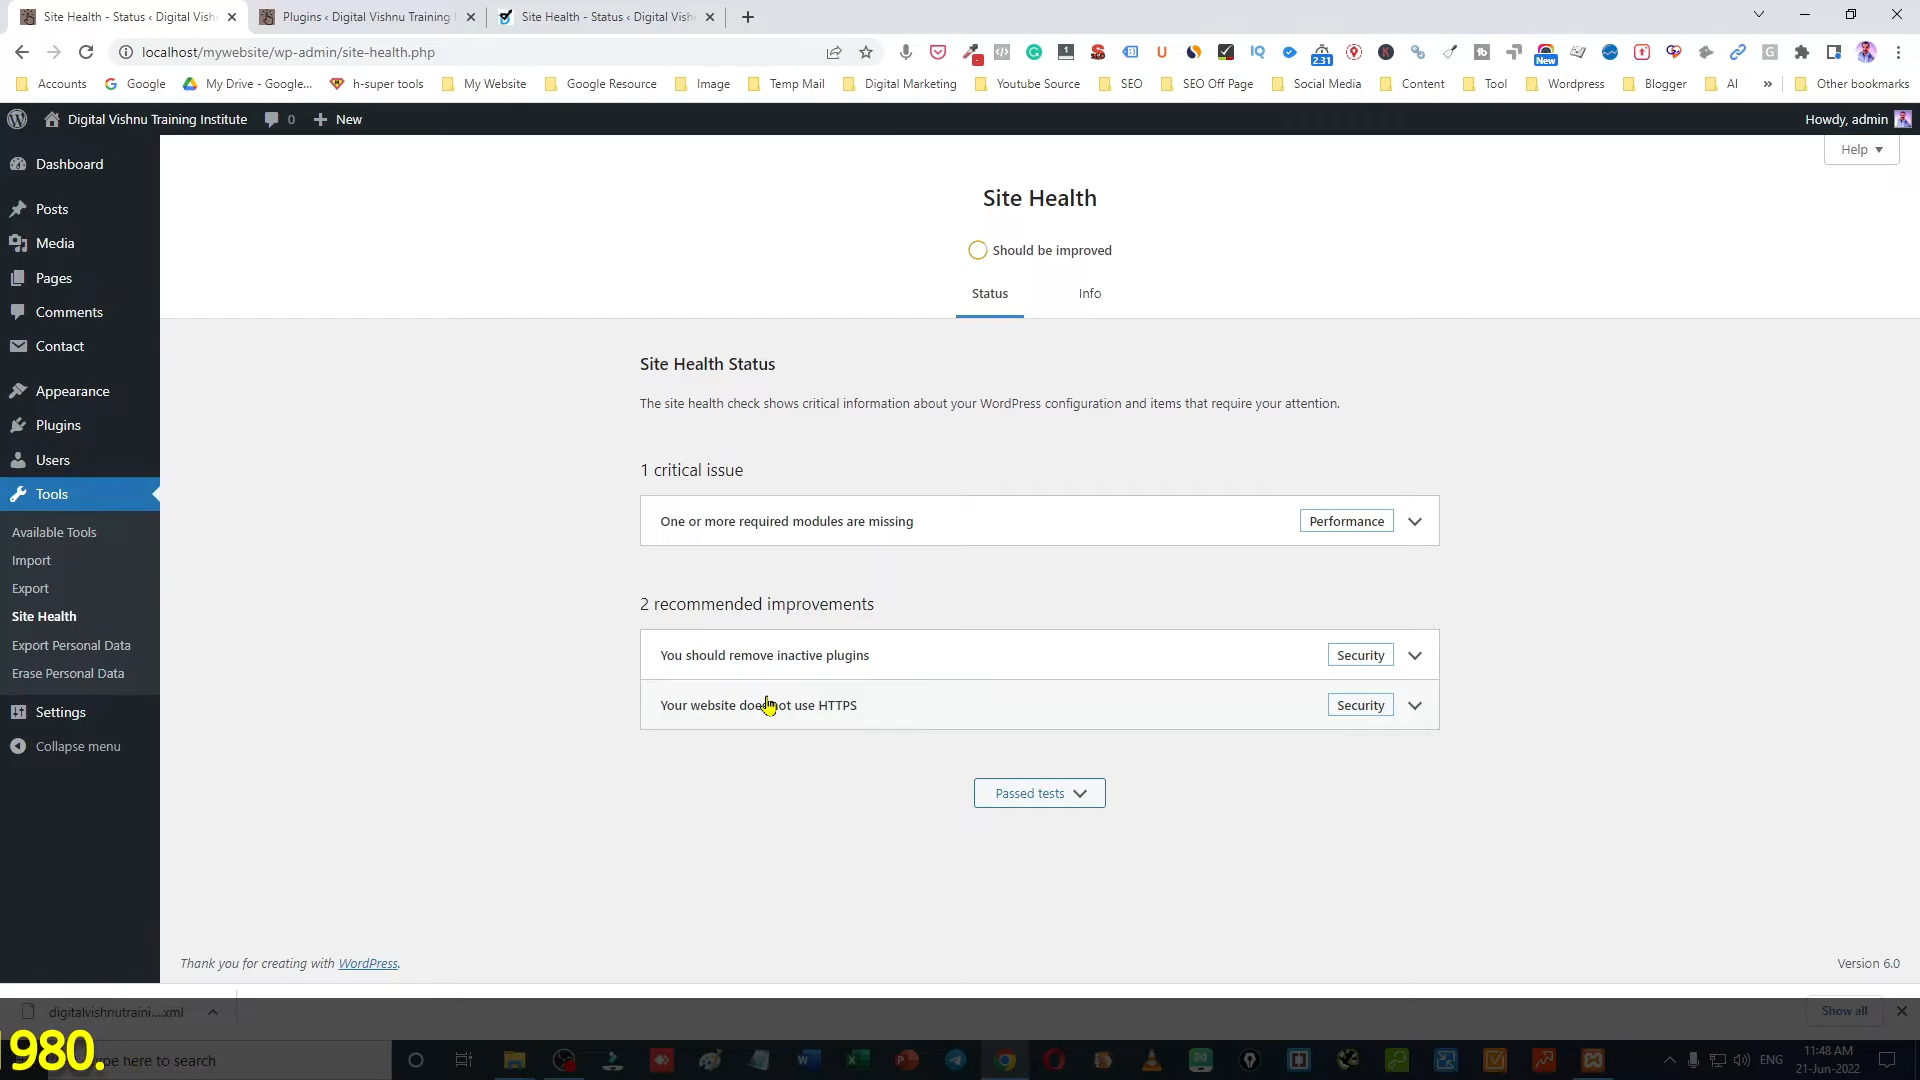 Site Health - Status ‹ Digital Vishn
Plugins ‹ Digital Vishnu Training
Site Health - Status ‹ Digital Vishn
localhost/mywebsite/wp-admin/site-health.php
2.31
New
Accounts
Google
My Drive - Google...
h-super tools
My Website
Google Resource
Image
Temp Mail
Digital Marketing
Youtube Source
SEO
SEO Off Page
Social Media
Content
Tool
Wordpress
Blogger
AI
»
Other bookmarks
Digital Vishnu Training Institute
0
New
Howdy, admin
Help
Dashboard
Posts
Media
Pages
Comments
Contact
Appearance
Plugins
Users
Tools
Available Tools
Import
Export
Site Health
Export Personal Data
Erase Personal Data
Settings
Collapse menu
Site Health
Should be improved
Status
Info
Site Health Status
The site health check shows critical information about your WordPress configuration and items that require your attention.
1 critical issue
One or more required modules are missing
Performance
2 recommended improvements
You should remove inactive plugins
Security
Your website does not use HTTPS
Security
Passed tests
Thank you for creating with WordPress.
Version 6.0
digitalvishnutraini....xml
Show all
980.
here to search
ENG
11:48 AM
21-Jun-2022